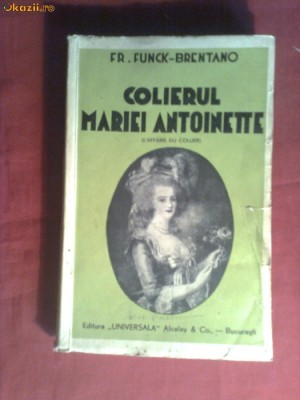 Okazii.ro
FR. FUNCK-BRENTANO
COLIERUL
MARIEI ANTOINETTE
(L'AFFAIRE DU COLLIER)
Editura „UNIVERSALA" Alcalay & Co., — Bucureşti